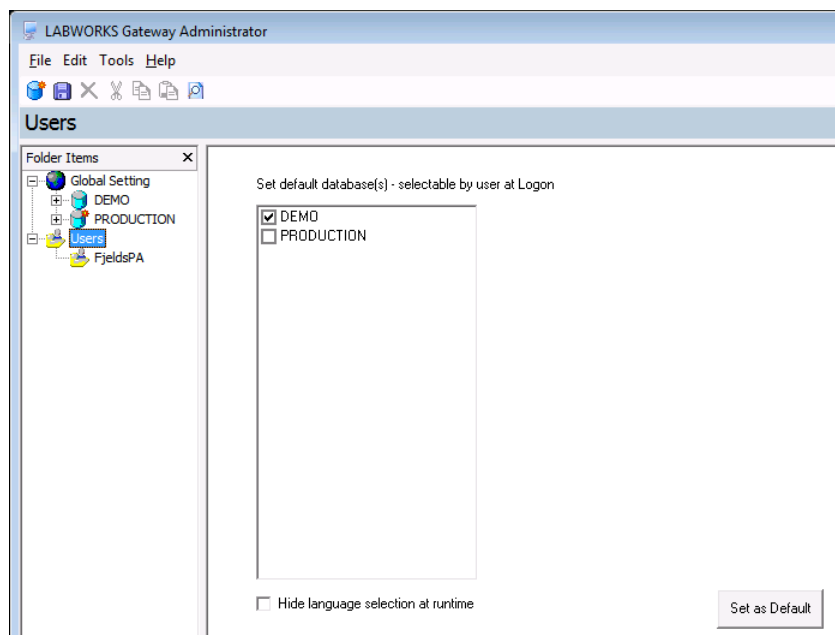 LABWORKS Gateway Administrator
File Edit Tools Help
Users
Folder Items
Global Setting
DEMO
PRODUCTION
Users
FjeldsPA
Set default database(s) - selectable by user at Logon
DEMO
PRODUCTION
Hide language selection at runtime
Set as Default